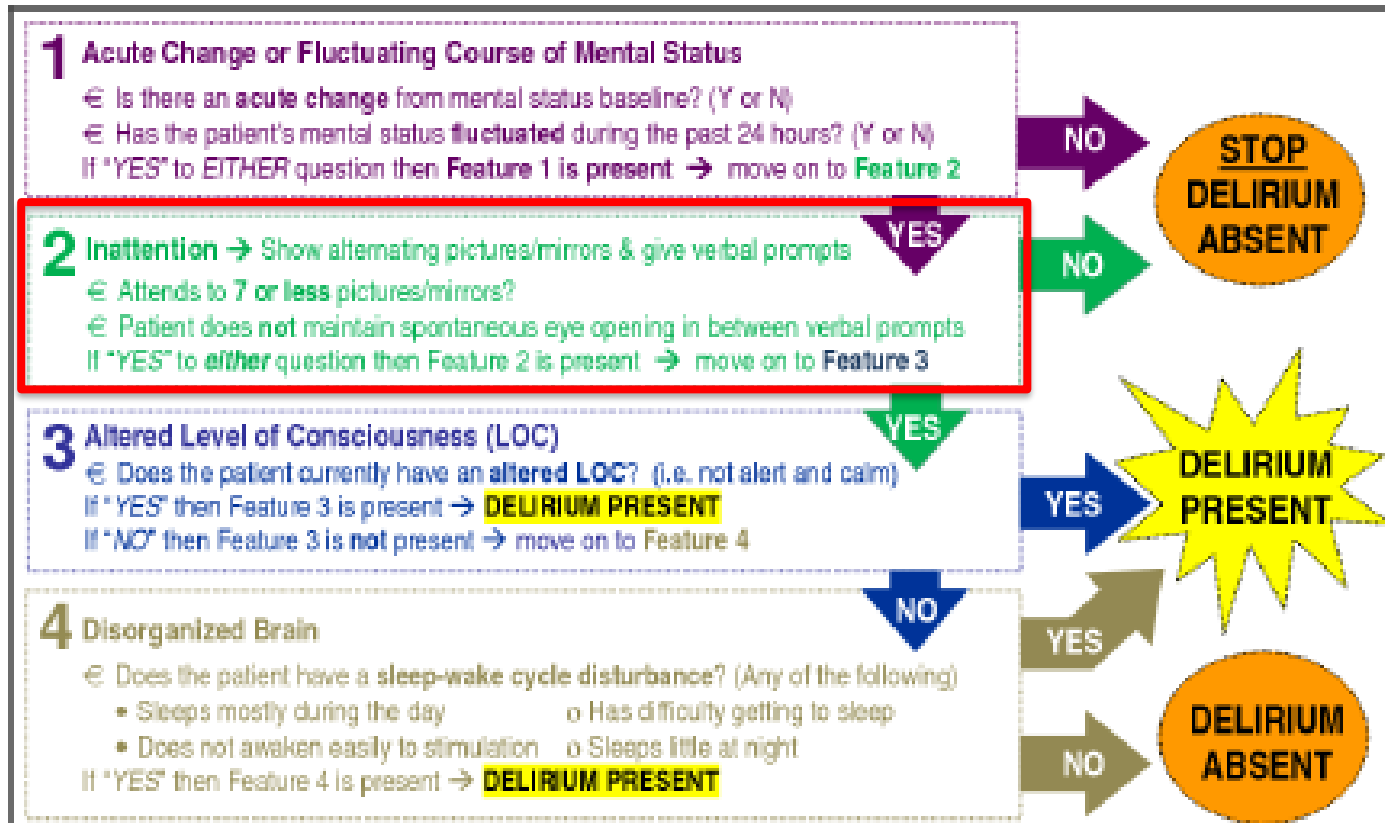 1 Acute Change or Fluctuating Course of Mental Status
€ Is there an acute change from mental status baseline? (Y or N)
€ Has the patient's mental status fluctuated during the past 24 hours? (Y or N)
If "YES" to EITHER question then Feature 1 is present → move on to Feature 2
NO
STOP
DELIRIUM
ABSENT
YES
2 Inattention → Show alternating pictures/mirrors & give verbal prompts
€ Attends to 7 or less pictures/mirrors?
€ Patient does not maintain spontaneous eye opening in between verbal prompts
If "YES" to either question then Feature 2 is present → move on to Feature 3
NO
YES
3 Altered Level of Consciousness (LOC)
€ Does the patient currently have an altered LOC? (i.e. not alert and calm)
If "YES" then Feature 3 is present → DELIRIUM PRESENT
If "NO" then Feature 3 is not present → move on to Feature 4
YES
DELIRIUM
PRESENT
NO
4 Disorganized Brain
€ Does the patient have a sleep-wake cycle disturbance? (Any of the following)
• Sleeps mostly during the day o Has difficulty getting to sleep
• Does not awaken easily to stimulation o Sleeps little at night
If "YES" then Feature 4 is present → DELIRIUM PRESENT
YES
NO
DELIRIUM
ABSENT